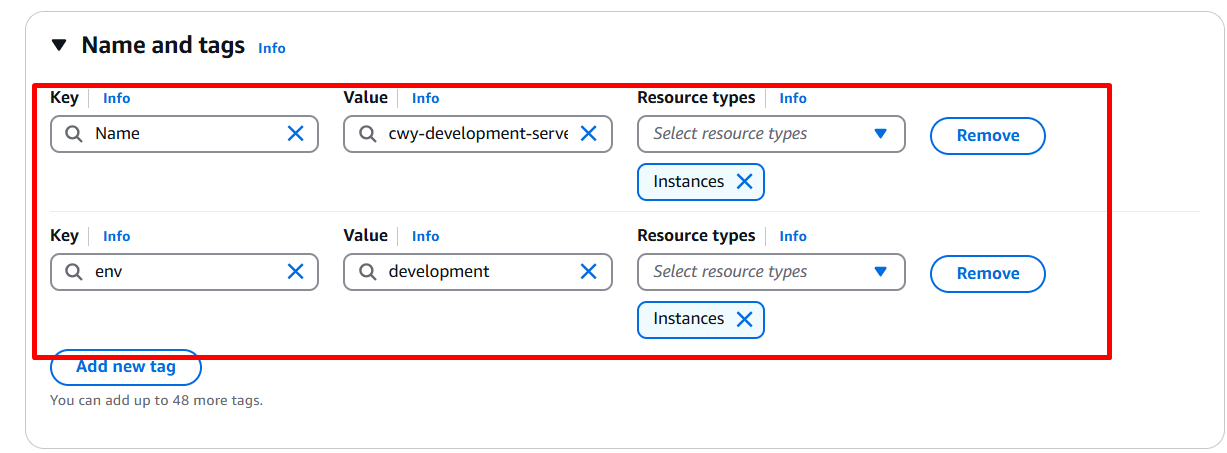 Name and tags Info
Key Info Value Info Resource types Info
Name cwy-development-serve Select resource types Remove
Instances
Key Info Value Info Resource types Info
env development Select resource types Remove
Instances
Add new tag
You can add up to 48 more tags.